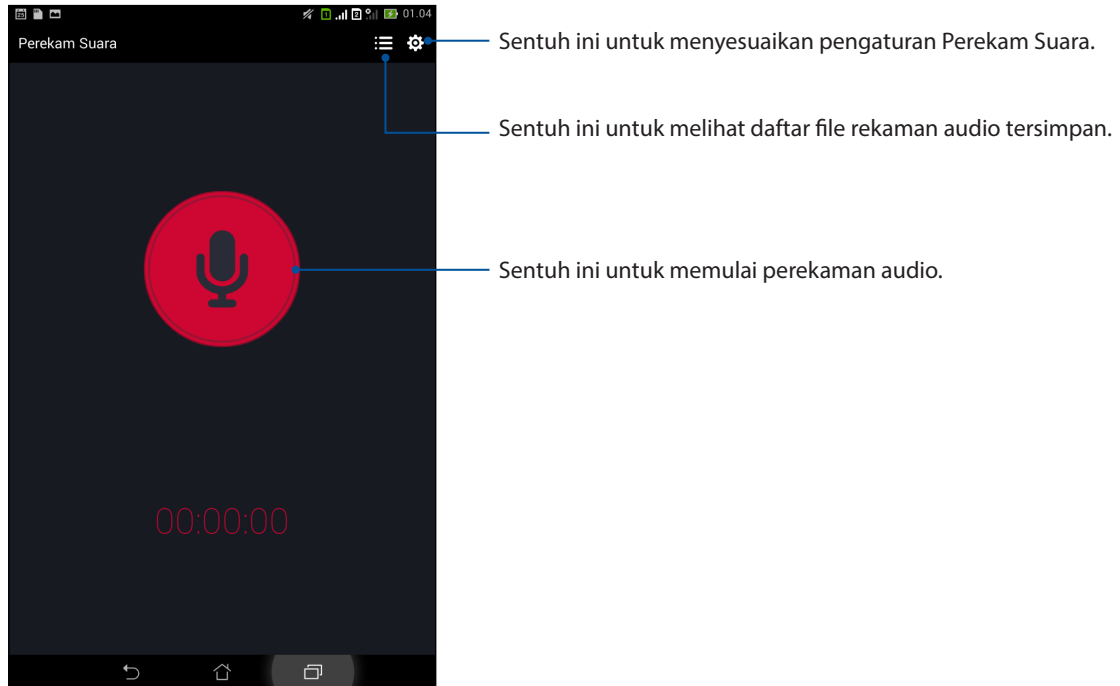 01.04
Perekam Suara
Sentuh ini untuk menyesuaikan pengaturan Perekam Suara.
Sentuh ini untuk melihat daftar file rekaman audio tersimpan.
Sentuh ini untuk memulai perekaman audio.
00:00:00